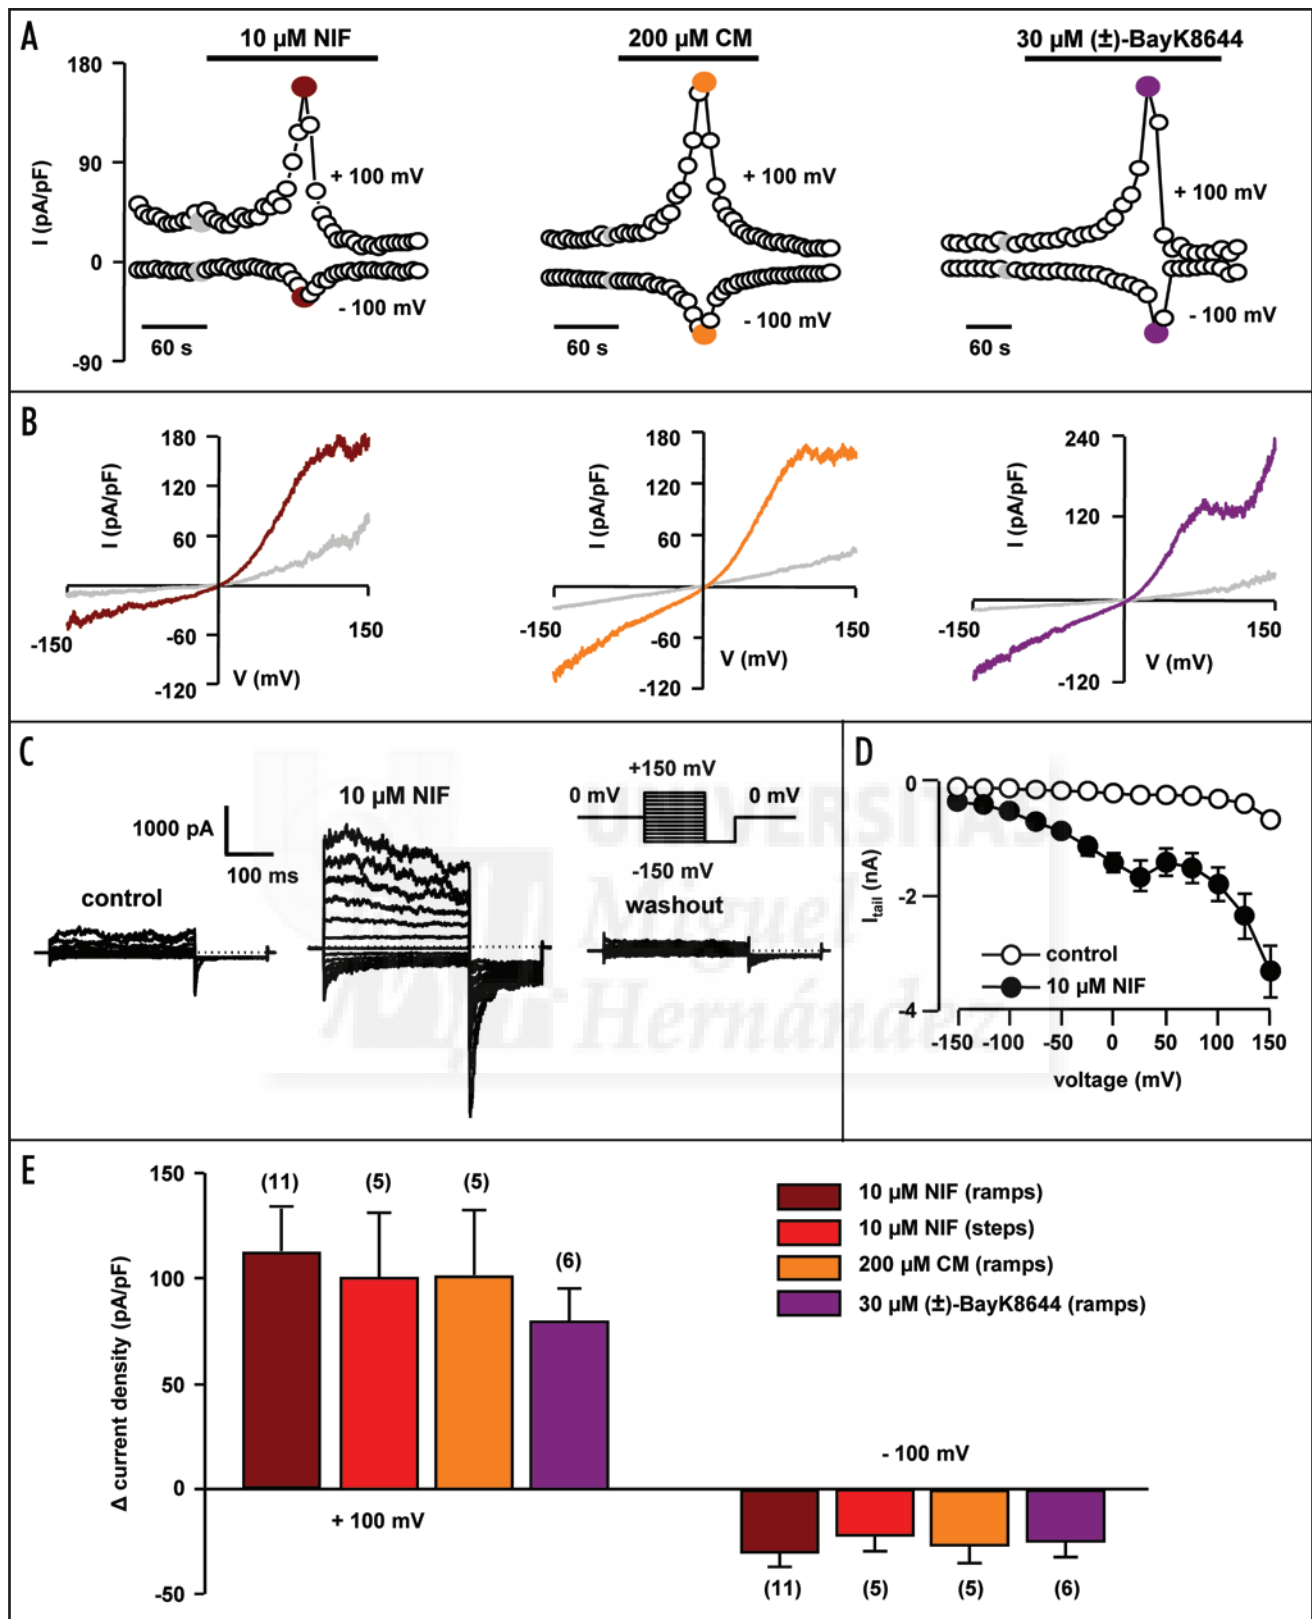 A
10 µM NIF
200 µM CM
30 µM (±)-BayK8644
180
90
0
-90
I (pA/pF)
+ 100 mV
- 100 mV
60 s
+ 100 mV
- 100 mV
60 s
+ 100 mV
- 100 mV
60 s
B
180
120
60
-60
-120
I (pA/pF)
-150
150
V (mV)
180
120
60
-60
-120
I (pA/pF)
-150
150
V (mV)
240
120
-120
I (pA/pF)
-150
150
V (mV)
C
1000 pA
100 ms
control
10 µM NIF
+150 mV
0 mV
0 mV
-150 mV
washout
UNIVERSITAS
Miguel
Hernández
D
0
-2
-4
Itail (nA)
control
10 µM NIF
-150 -100 -50 0 50 100 150
voltage (mV)
E
150
100
50
0
-50
Δ current density (pA/pF)
(11) (5) (5) (6)
+ 100 mV
10 µM NIF (ramps)
10 µM NIF (steps)
200 µM CM (ramps)
30 µM (±)-BayK8644 (ramps)
- 100 mV
(11) (5) (5) (6)